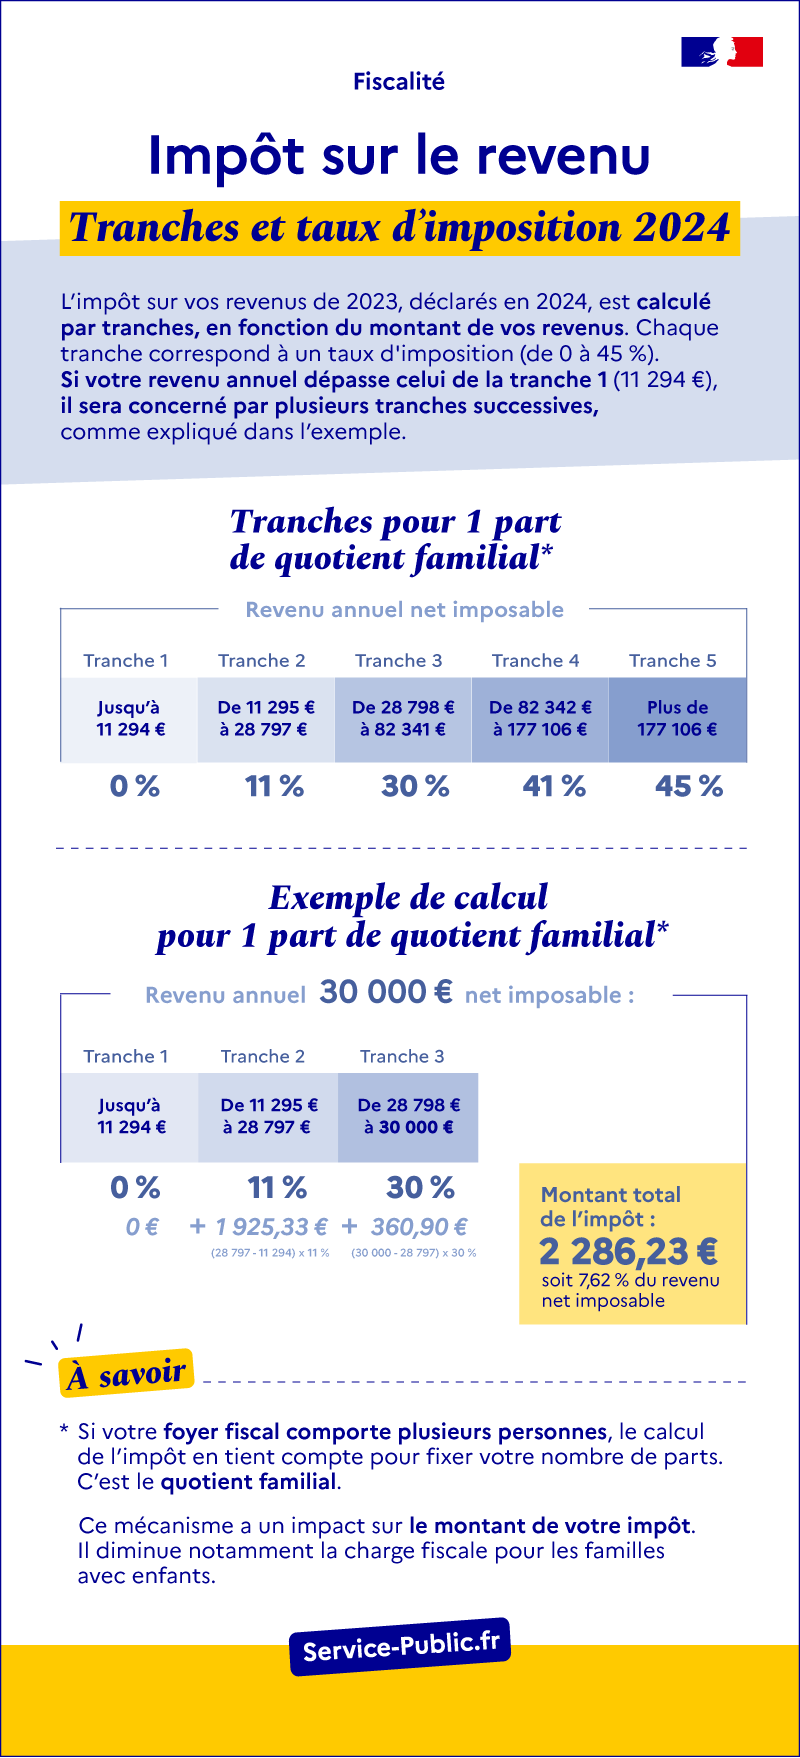 Fiscalité
Impôt sur le revenu
Tranches et taux d’imposition 2024
L’impôt sur vos revenus de 2023, déclarés en 2024, est calculé
par tranches, en fonction du montant de vos revenus. Chaque
tranche correspond à un taux d'imposition (de 0 à 45 %).
Si votre revenu annuel dépasse celui de la tranche 1 (11 294 €),
il sera concerné par plusieurs tranches successives,
comme expliqué dans l’exemple.
Tranches pour 1 part
de quotient familial*
Revenu annuel net imposable
Tranche 1 Tranche 2 Tranche 3 Tranche 4 Tranche 5
Jusqu’à De 11 295 € De 28 798 € De 82 342 € Plus de
11 294 € à 28 797 € à 82 341 € à 177 106 € 177 106 €
0 % 11 % 30 % 41 % 45 %
Exemple de calcul
pour 1 part de quotient familial*
Revenu annuel 30 000 € net imposable :
Tranche 1 Tranche 2 Tranche 3
Jusqu’à De 11 295 € De 28 798 €
11 294 € à 28 797 € à 30 000 €
0 % 11 % 30 %
0 € + 1 925,33 € + 360,90 €
(28 797 - 11 294) x 11 % (30 000 - 28 797) x 30 %
Montant total
de l’impôt :
2 286,23 €
soit 7,62 % du revenu
net imposable
À savoir
* Si votre foyer fiscal comporte plusieurs personnes, le calcul
de l’impôt en tient compte pour fixer votre nombre de parts.
C’est le quotient familial.
Ce mécanisme a un impact sur le montant de votre impôt.
Il diminue notamment la charge fiscale pour les familles
avec enfants.
Service-Public.fr